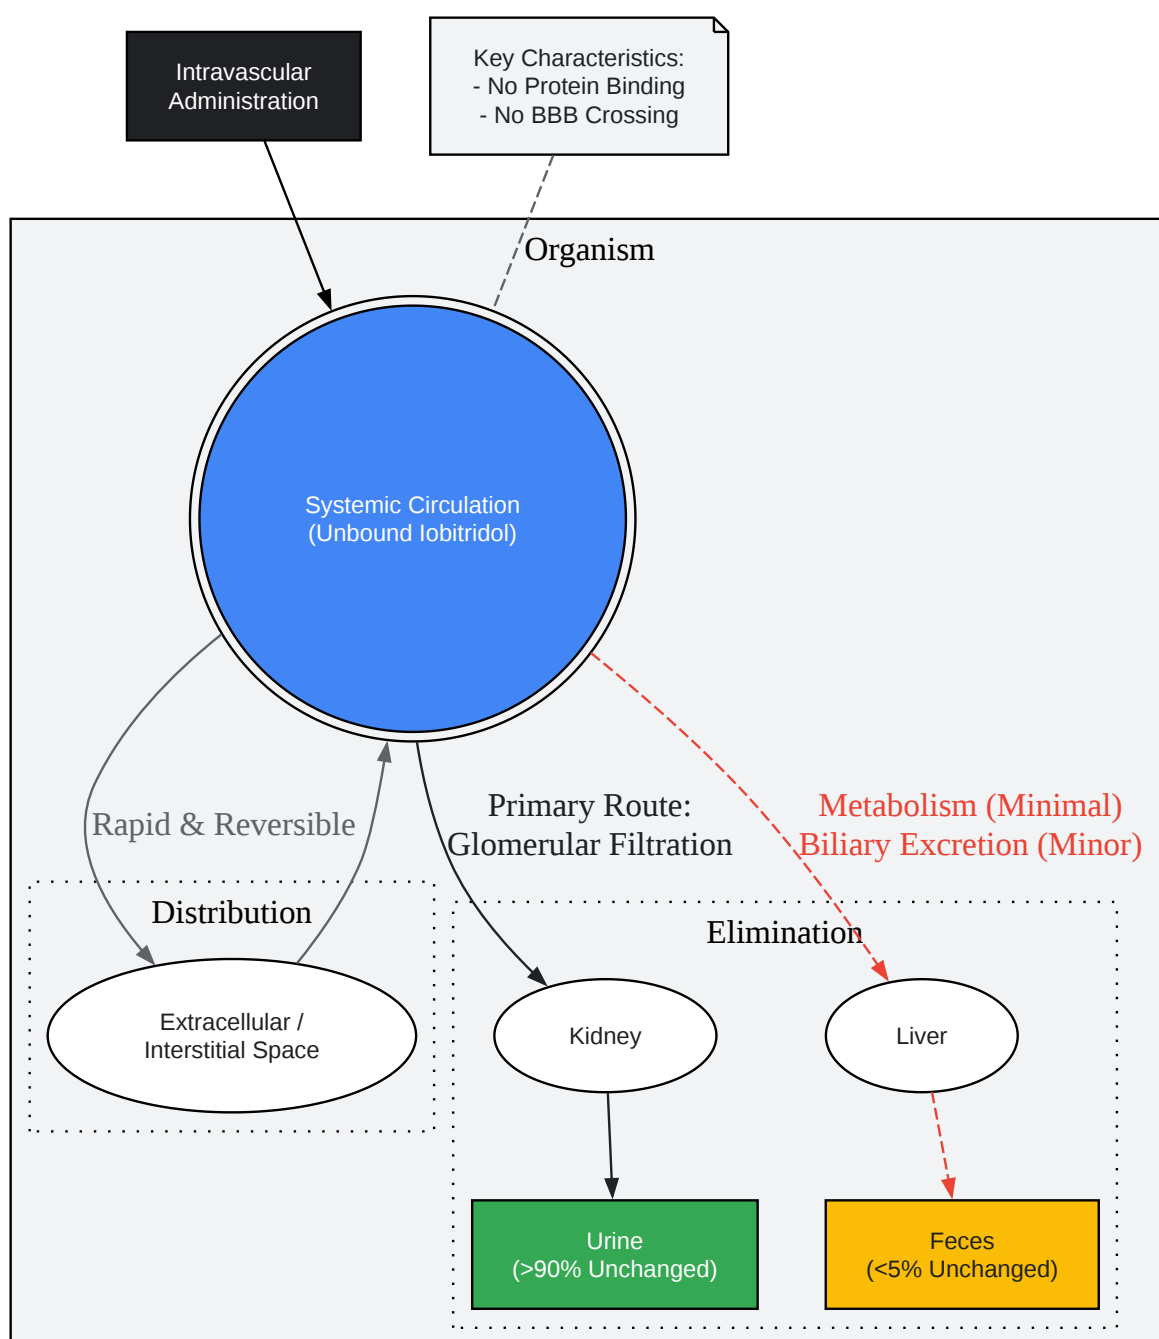 Intravascular
Administration
Key Characteristics:
- No Protein Binding
- No BBB Crossing
Organism
Systemic Circulation
(Unbound Iobitridol)
Rapid & Reversible
Primary Route:
Glomerular Filtration
Metabolism (Minimal)
Biliary Excretion (Minor)
Distribution
Elimination
Extracellular /
Interstitial Space
Kidney
Liver
Urine
(>90% Unchanged)
Feces
(<5% Unchanged)